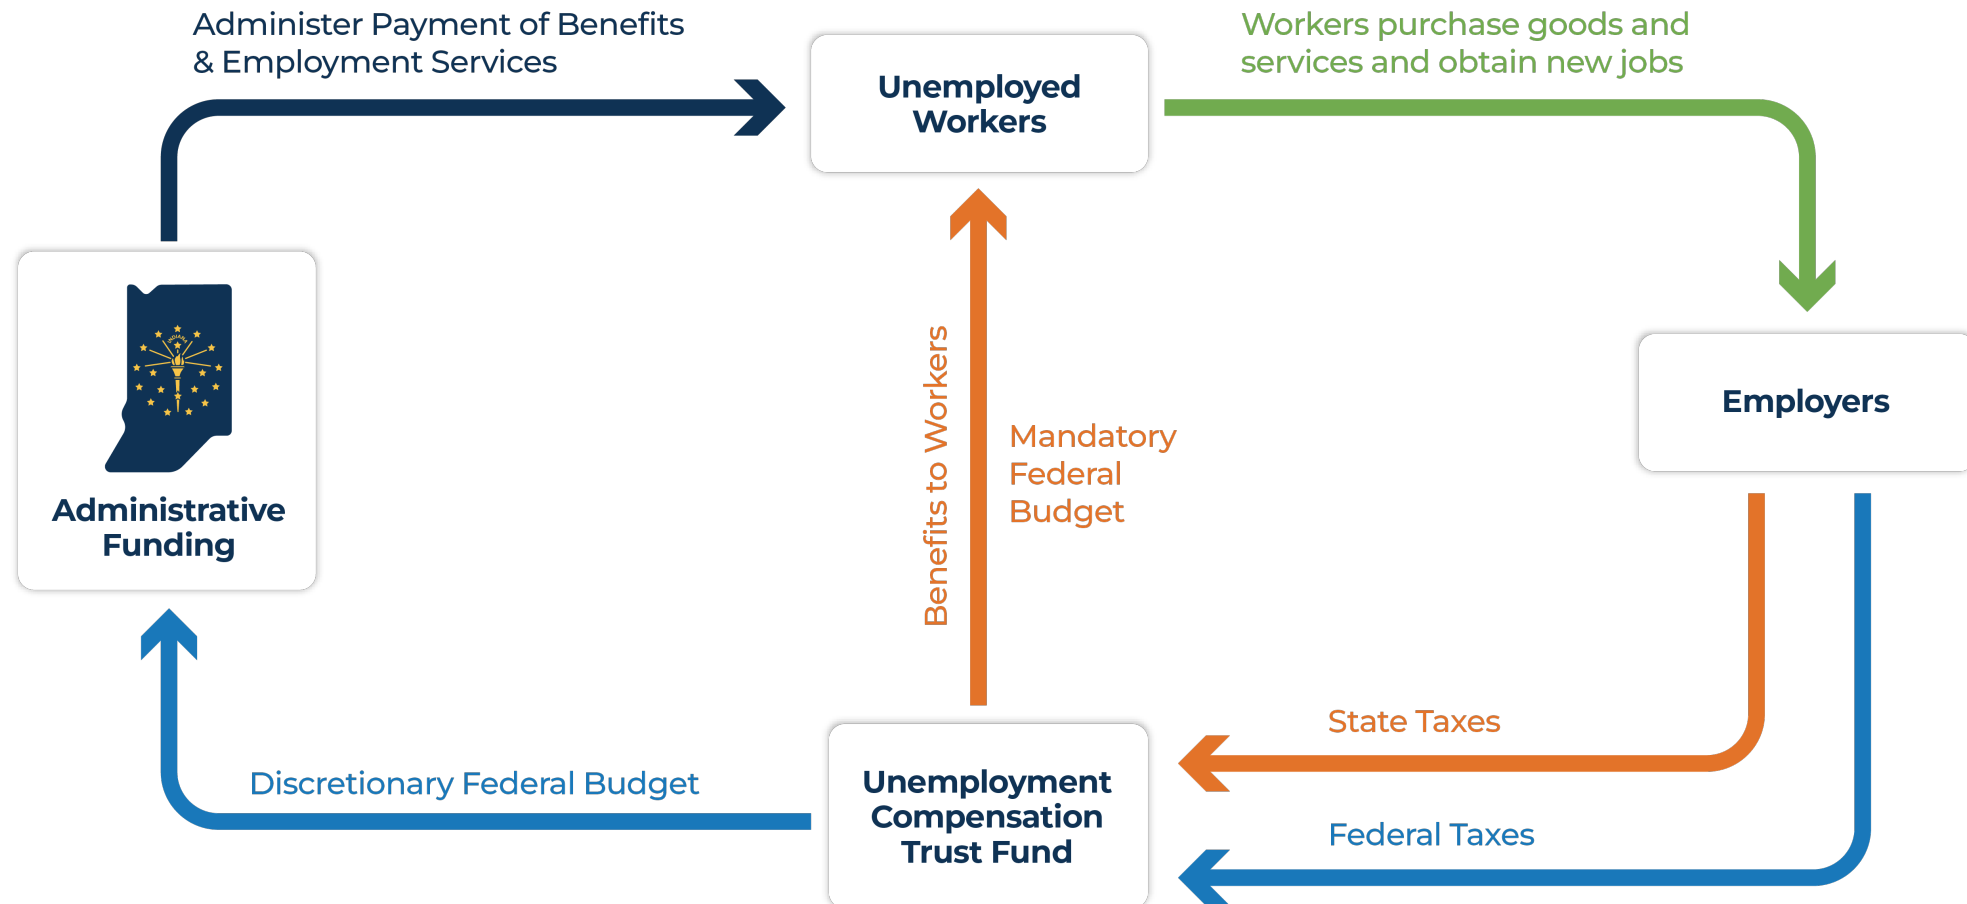 Administer Payment of Benefits
& Employment Services
Unemployed
Workers
Workers purchase goods and
services and obtain new jobs
INDIANA
Administrative
Funding
Benefits to Workers
Mandatory
Federal
Budget
Employers
State Taxes
Federal Taxes
Unemployment
Compensation
Trust Fund
Discretionary Federal Budget